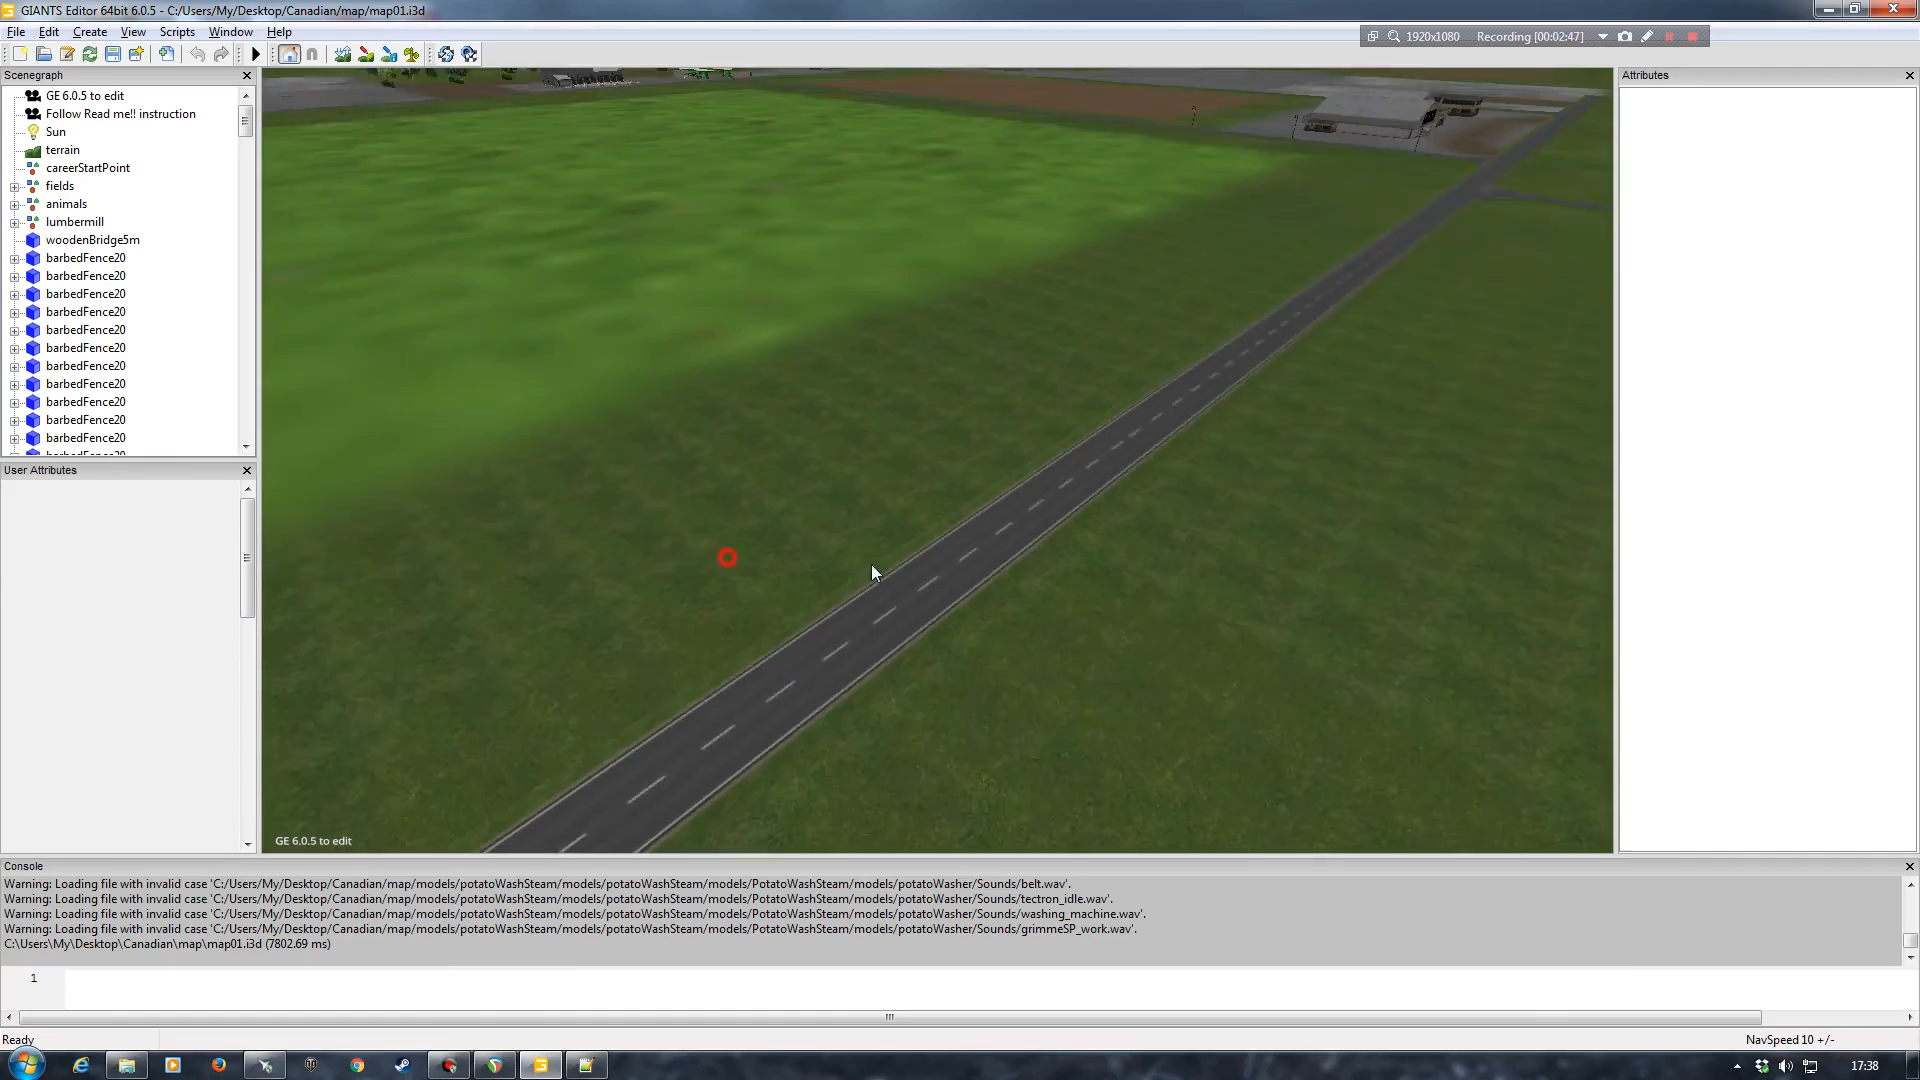 GIANTS Editor 64bit 6.0.5 - C:/Users/My/Desktop/Canadian/map/map01.i3d
File Edit Create View Scripts Window Help
1920x1080 Recording [00:02:47]
Scenegraph
GE 6.0.5 to edit
Follow Read me!! instruction
Sun
terrain
careerStartPoint
fields
animals
lumbermill
woodenBridge5m
barbedFence20
barbedFence20
barbedFence20
barbedFence20
barbedFence20
barbedFence20
barbedFence20
barbedFence20
barbedFence20
barbedFence20
barbedFence20
barbedFence20
User Attributes
GE 6.0.5 to edit
Attributes
Console
Warning: Loading file with invalid case 'C:/Users/My/Desktop/Canadian/map/models/potatoWashSteam/models/potatoWashSteam/models/PotatoWashSteam/models/potatoWasher/Sounds/belt.wav'.
Warning: Loading file with invalid case 'C:/Users/My/Desktop/Canadian/map/models/potatoWashSteam/models/potatoWashSteam/models/PotatoWashSteam/models/potatoWasher/Sounds/tectron_idle.wav'.
Warning: Loading file with invalid case 'C:/Users/My/Desktop/Canadian/map/models/potatoWashSteam/models/potatoWashSteam/models/PotatoWashSteam/models/potatoWasher/Sounds/washing_machine.wav'.
Warning: Loading file with invalid case 'C:/Users/My/Desktop/Canadian/map/models/potatoWashSteam/models/potatoWashSteam/models/PotatoWashSteam/models/potatoWasher/Sounds/grimmeSP_work.wav'.
C:\Users\My\Desktop\Canadian\map\map01.i3d (7802.69 ms)
1
Ready
NavSpeed 10 +/-
17:38